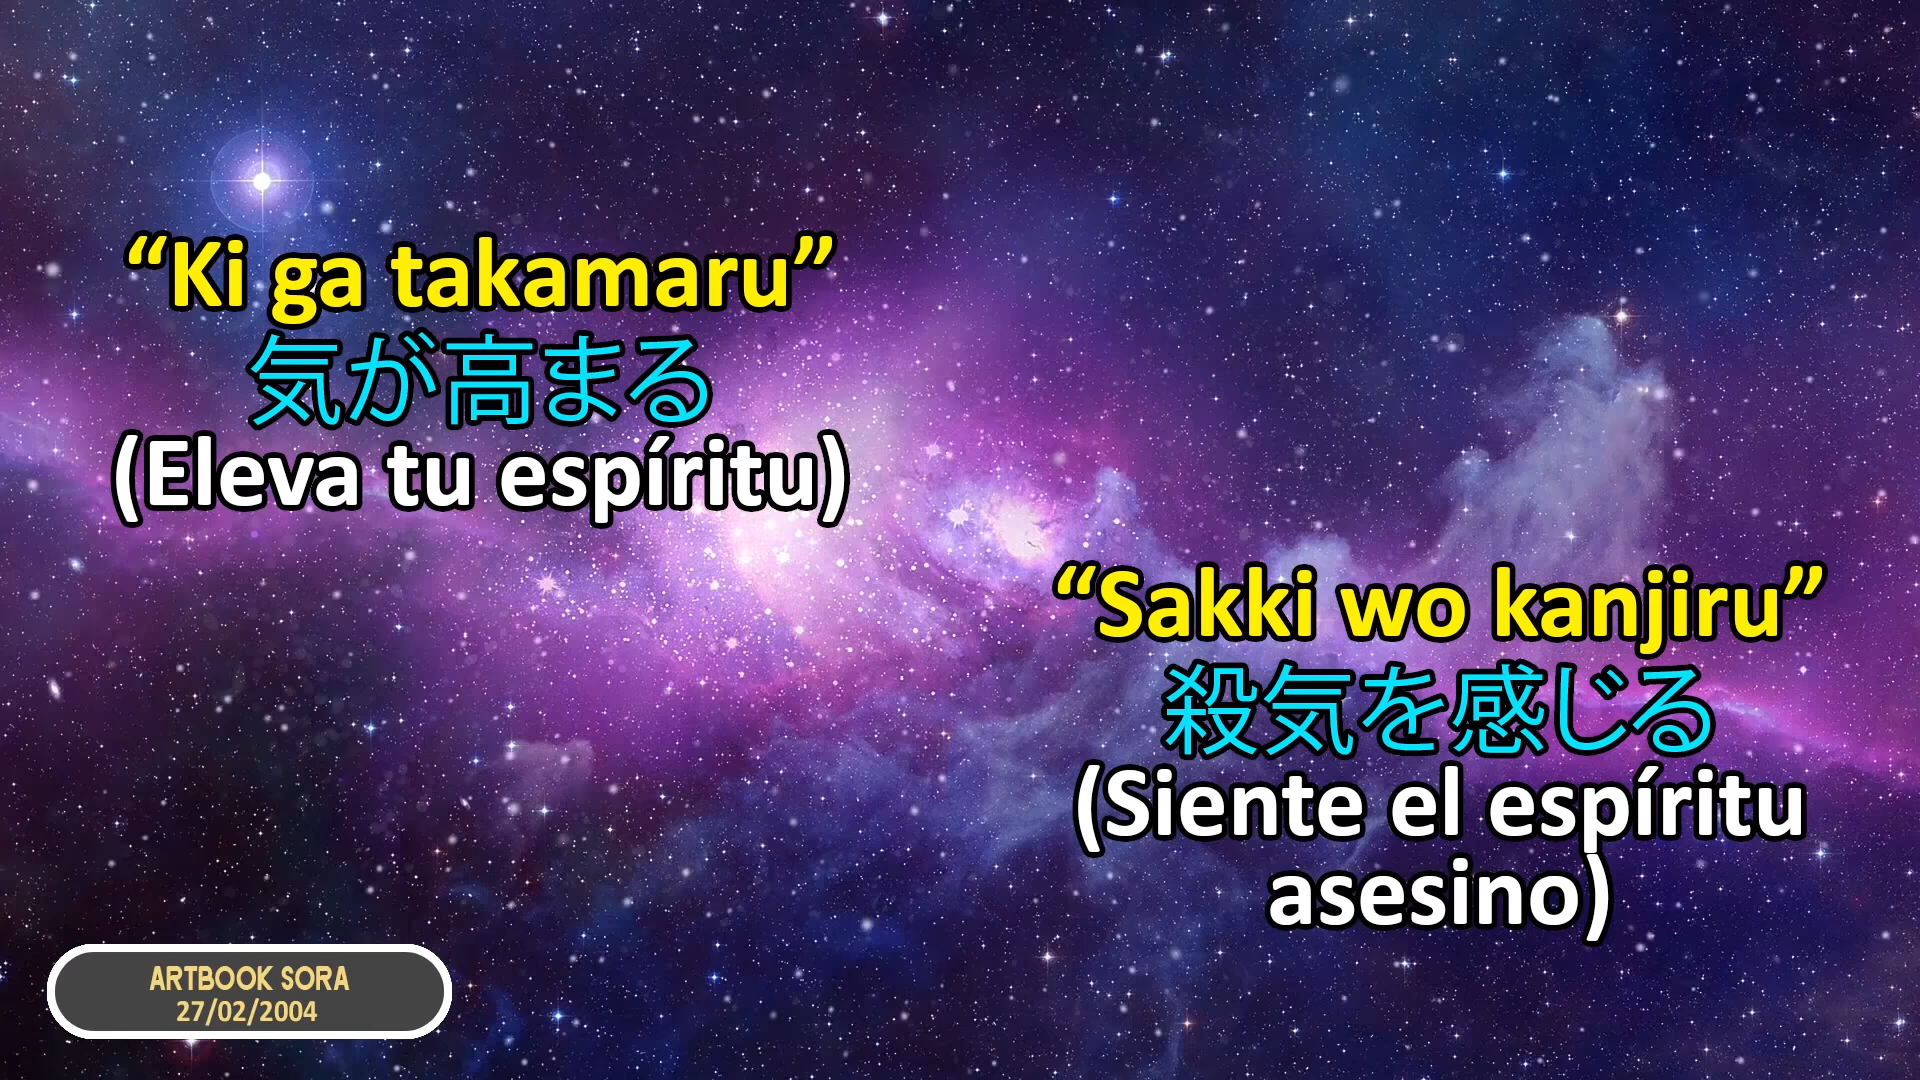 “Ki ga takamaru”
気が高まる
(Eleva tu espíritu)
“Sakki wo kanjiru”
殺気を感じる
(Siente el espíritu
asesino)
ARTBOOK SORA
27/02/2004